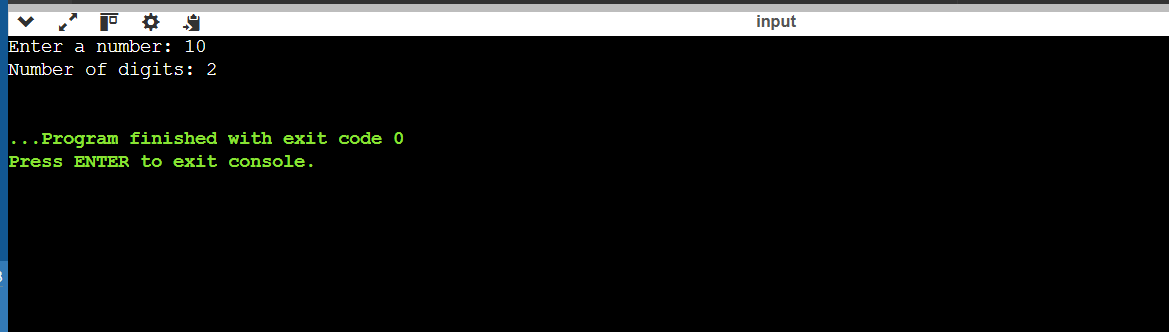 input
Enter a number: 10
Number of digits: 2
...Program finished with exit code 0
Press ENTER to exit console.